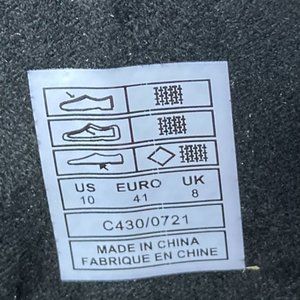 US EURO UK
10 41 8
C430/0721
MADE IN CHINA
FABRIQUE EN CHINE